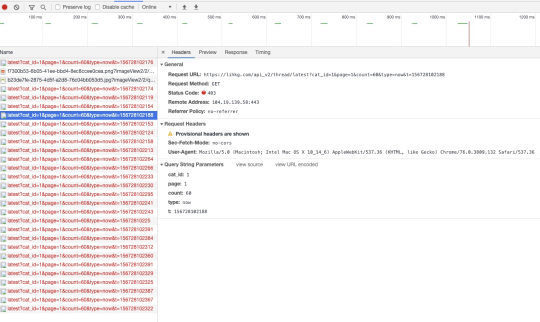 Preserve log
Disable cache
Online
100 ms
200 ms
300 ms
400 ms
500 ms
600 ms
700 ms
800 ms
900 ms
1000 ms
1100 ms
1200 ms
Name
Headers
Preview
Response
Timing
latest?cat_id=1&page=1&count=60&type=now&t=156728102176
latest?cat_id=1&page=1&count=60&type=now&t=156728102174
latest?cat_id=1&page=1&count=60&type=now&t=156728102119
latest?cat_id=1&page=1&count=60&type=now&t=156728102154
latest?cat_id=1&page=1&count=60&type=now&t=156728102188
latest?cat_id=1&page=1&count=60&type=now&t=156728102150
latest?cat_id=1&page=1&count=60&type=now&t=156728102124
latest?cat_id=1&page=1&count=60&type=now&t=156728102158
latest?cat_id=1&page=1&count=60&type=now&t=156728102213
latest?cat_id=1&page=1&count=60&type=now&t=156728102264
latest?cat_id=1&page=1&count=60&type=now&t=156728102266
latest?cat_id=1&page=1&count=60&type=now&t=156728102233
latest?cat_id=1&page=1&count=60&type=now&t=156728102230
latest?cat_id=1&page=1&count=60&type=now&t=156728102295
latest?cat_id=1&page=1&count=60&type=now&t=156728102241
latest?cat_id=1&page=1&count=60&type=now&t=156728102243
latest?cat_id=1&page=1&count=60&type=now&t=15672810225
latest?cat_id=1&page=1&count=60&type=now&t=156728102391
latest?cat_id=1&page=1&count=60&type=now&t=156728102384
latest?cat_id=1&page=1&count=60&type=now&t=156728102312
latest?cat_id=1&page=1&count=60&type=now&t=156728102360
latest?cat_id=1&page=1&count=60&type=now&t=156728102391
latest?cat_id=1&page=1&count=60&type=now&t=156728102329
latest?cat_id=1&page=1&count=60&type=now&t=156728102325
latest?cat_id=1&page=1&count=60&type=now&t=156728102387
latest?cat_id=1&page=1&count=60&type=now&t=156728102367
latest?cat_id=1&page=1&count=60&type=now&t=156728102322
General
Request URL: https://lihkg.com/api_v2/thread/latest?cat_id=1&page=1&count=60&type=now&t=156728102188
Request Method: GET
Status Code: 403
Remote Address: 104.19.139.58:443
Referrer Policy: no-referrer
Request Headers
Provisional headers are shown
Sec-Fetch-Mode: no-cors
User-Agent: Mozilla/5.0 (Macintosh; Intel Mac OS X 10_14_6) AppleWebKit/537.36 (KHTML, like Gecko) Chrome/76.0.3809.132 Safari/537.36
Query String Parameters
view source
view URL encoded
cat_id: 1
page: 1
count: 60
type: now
t: 156728102188